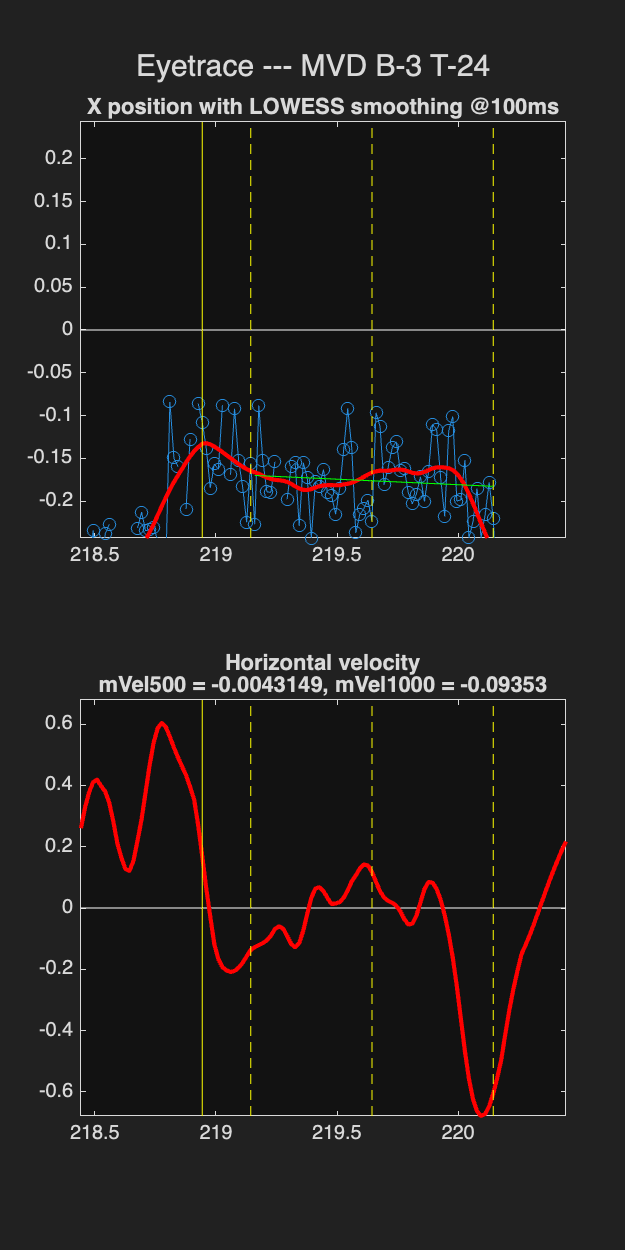 Eyetrace --- MVD B-3 T-24
X position with LOWESS smoothing @100ms
0.2
0.15
0.1
0.05
0
-0.05
-0.1
-0.15
-0.2
218.5 219 219.5 220
Horizontal velocity
mVel500 = -0.0043149, mVel1000 = -0.09353
0.6
0.4
0.2
0
-0.2
-0.4
-0.6
218.5 219 219.5 220